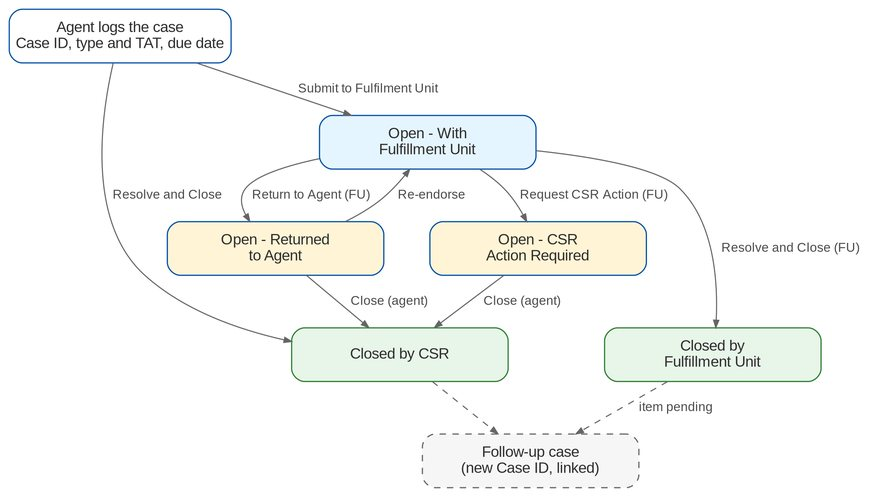 Agent logs the case
Case ID, type and TAT, due date
Submit to Fulfilment Unit
Open - With
Fulfillment Unit
Resolve and Close
Return to Agent (FU)
Re-endorse
Request CSR Action (FU)
Open - Returned
to Agent
Open - CSR
Action Required
Resolve and Close (FU)
Close (agent)
Close (agent)
Closed by CSR
Closed by
Fulfillment Unit
item pending
Follow-up case
(new Case ID, linked)